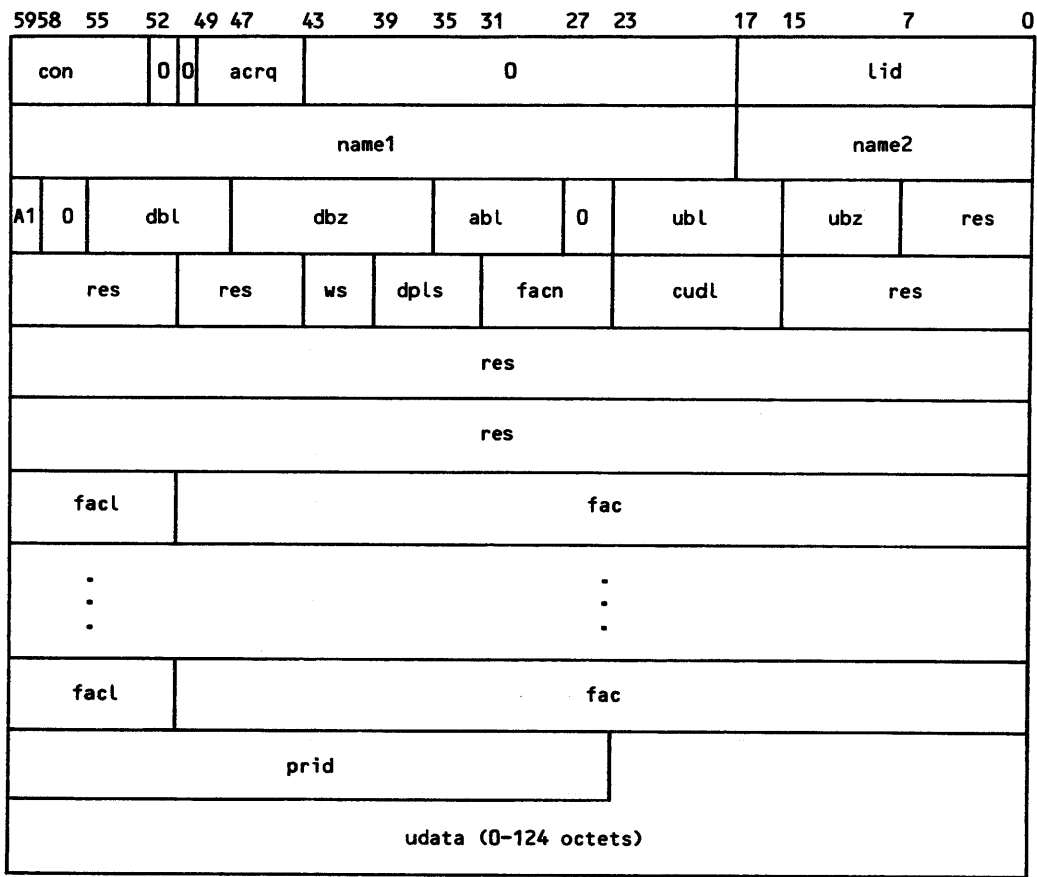 5958 55 52 49 47 43 39 35 31 27 23 17 15 7 0
con 0 0 acrq 0 lid
name1 name2
A1 0 dbl dbz abl 0 ubl ubz res
res res ws dpls facn cudl res
res
res
facl fac
facl fac
prid
udata (0-124 octets)